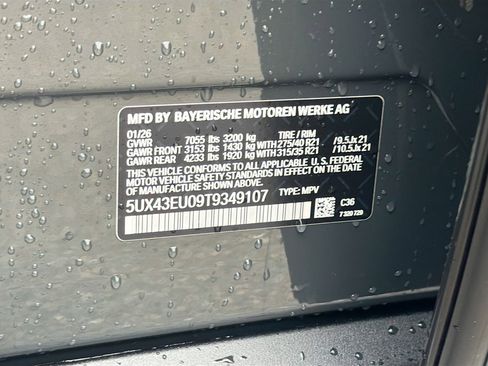 MFD BY BAYERISCHE MOTOREN WERKE AG
01/26
GVWR 7055 lbs 3200 kg TIRE / RIM
GAWR FRONT 3153 lbs 1430 kg WITH 275/40 R21 / 9.5Jx21
GAWR REAR 4233 lbs 1920 kg WITH 315/35 R21 / 10.5Jx21
THIS VEHICLE CONFORMS TO ALL APPLICABLE U. S. FEDERAL
MOTOR VEHICLE SAFETY STANDARDS IN EFFECT ON THE
DATE OF MANUFACTURE SHOWN ABOVE.
5UX43EU09T9349107 TYPE: MPV
C36
7 320 729